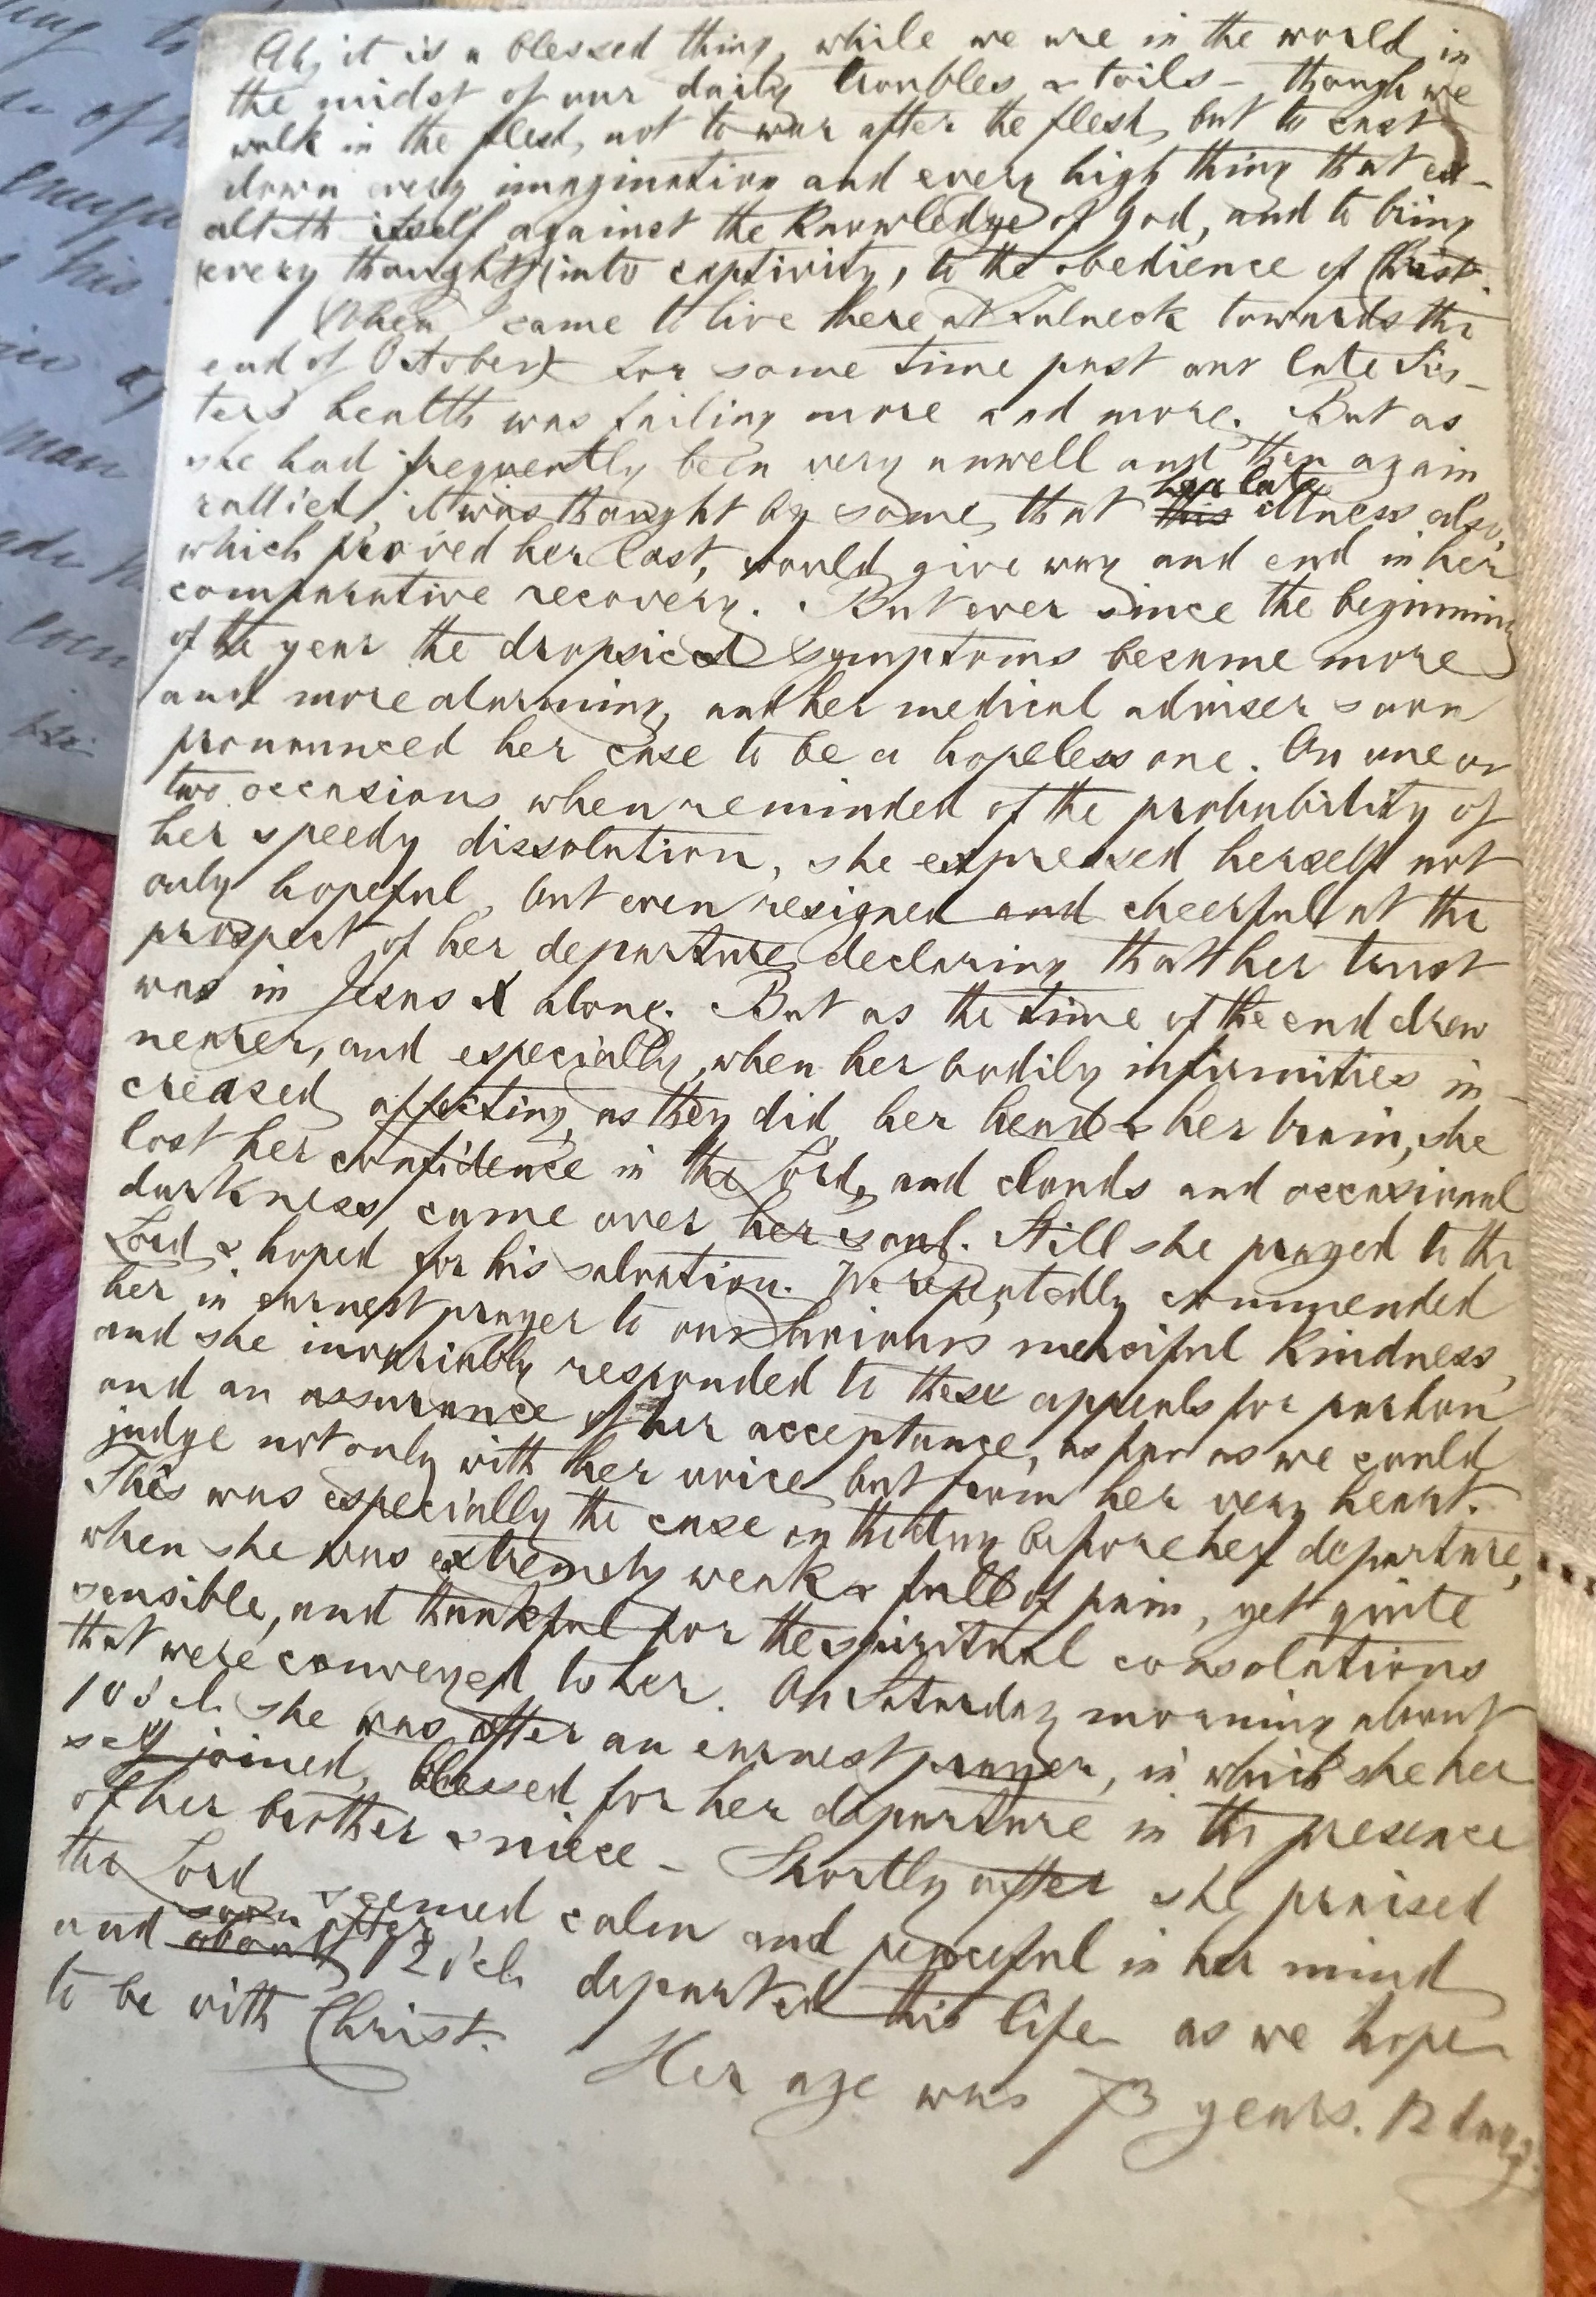 Ah, it is a blessed thing, while we are in the world in
the midst of our daily troubles & toils – though we
walk in the flesh, not to war after the flesh, but to cast
down every imagination and every high thing that ex-
alteth itself against the knowledge of God, and to bring
every thought into captivity, to the obedience of Christ.
(When came to live here at Fulneck towards the
end of October) For some time past our late Sis-
ters health was failing more and more. But as
she had frequently been very unwell and then again
rallied, it was thought by some, that this her late illness also,
which proved her last, would give way and end in her
comparative recovery. But ever since the beginning
of the year the dropsical symptoms became more
and more alarming, and her medical adviser soon
pronounced her case to be a hopeless one. On one or
two occasions when reminded of the probability of
her speedy dissolution, she expressed herself not
only hopeful, but even resigned and cheerful at the
prospect of her departure, declaring that her trust
was in Jesus alone. But as the time of the end drew
nearer, and especially, when her bodily infirmities in-
creased, affecting, as they did her head & her brain, she
lost her confidence in the Lord, and clouds and occasional
darkness came over her soul. Still she prayed to the
Lord & hoped for his salvation. We repeatedly commended
her in earnest prayer to our Saviours merciful kindness,
and she invariably responded to these appeals for pardon
and an assurance of her acceptance, as far as we could
judge not only with her voice but from her very heart.
This was especially the case on the day before her departure,
when she was extremely weak & full of pain, yet quite
sensible, and thankful for the spiritual consolations
that were conveyed to her. On Saturday morning about
10 o'cl. she was after an earnest prayer, in which she her
self joined, blessed for her departure in the presence
of her brother & niece – Shortly after she praised
the Lord seemed calm and peaceful in her mind
and about soon after 12 o'cl. departed this life as we hope
to be with Christ.
Her age was 73 years. 12 days.